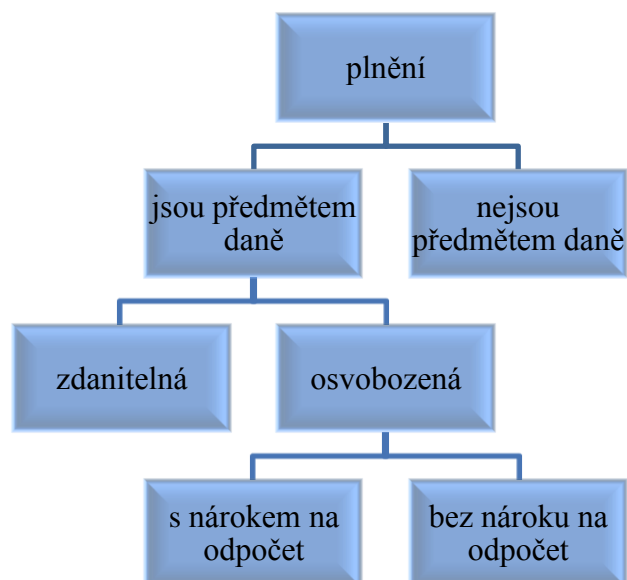 plnění
jsou předmětem
daně
nejsou
předmětem daně
zdanitelná
osvobozená
s nárokem na
odpočet
bez nároku na
odpočet